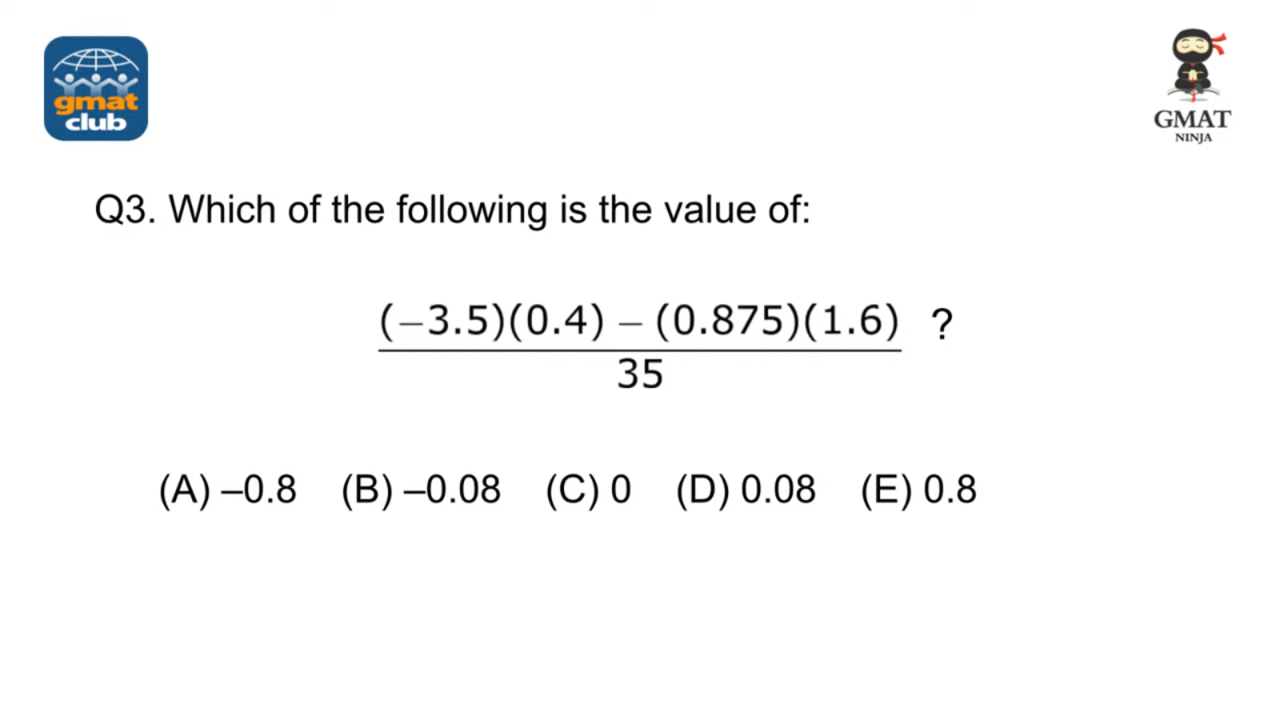 gmat
club
GMAT
NINJA
Q3. Which of the following is the value of:
(−3.5)(0.4) − (0.875)(1.6) ?
35
(A) –0.8 (B) –0.08 (C) 0 (D) 0.08 (E) 0.8